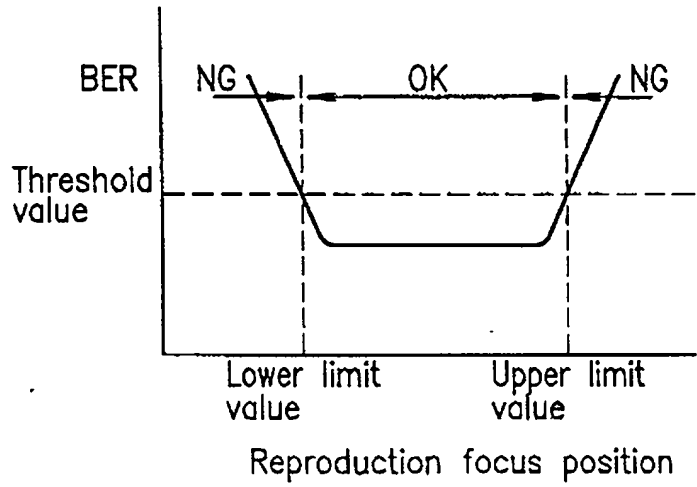 BER
NG
OK
NG
Threshold
value
Lower limit
value
Upper limit
value
Reproduction focus position